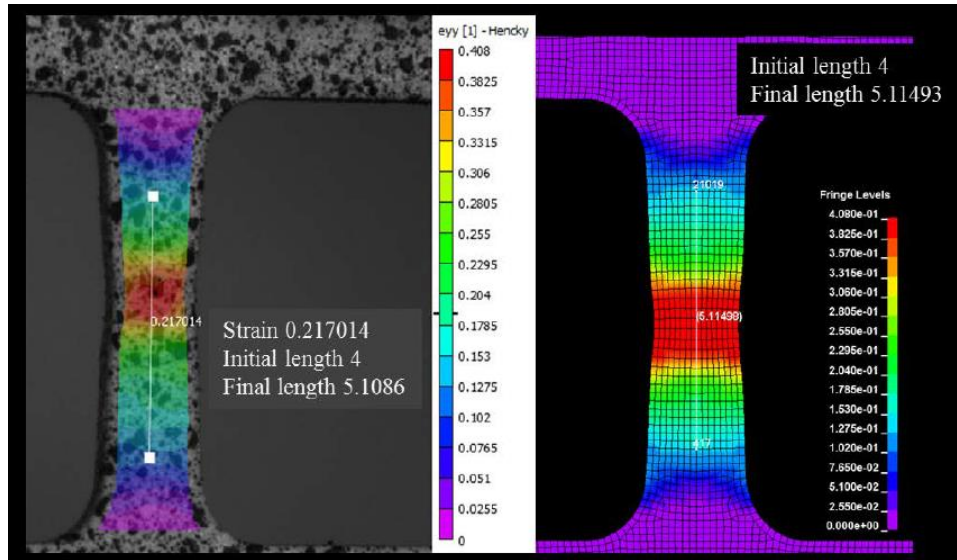 eyy [1] - Hencky
0.408
0.3825
0.357
0.3315
0.306
0.2805
0.255
0.2295
0.204
0.1785
0.153
0.1275
0.102
0.0765
0.051
0.0255
0
0.217014
Strain 0.217014
Initial length 4
Final length 5.1086
Initial length 4
Final length 5.11493
21019
(5.11493)
417
Fringe Levels
4.080e-01
3.825e-01
3.570e-01
3.315e-01
3.060e-01
2.805e-01
2.550e-01
2.295e-01
2.040e-01
1.785e-01
1.530e-01
1.275e-01
1.020e-01
7.650e-02
5.100e-02
2.550e-02
0.000e+00